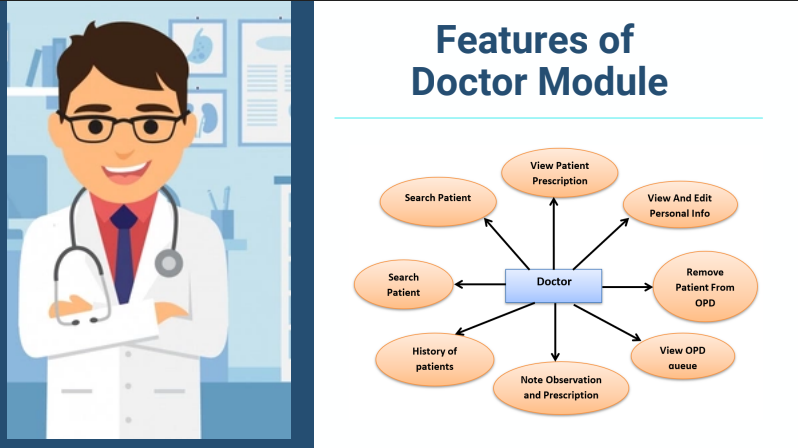 Features of
Doctor Module
View Patient
Prescription
Search Patient
View And Edit
Personal Info
Doctor
Search
Patient
Remove
Patient From
OPD
History of
patients
View OPD
queue
Note Observation
and Prescription